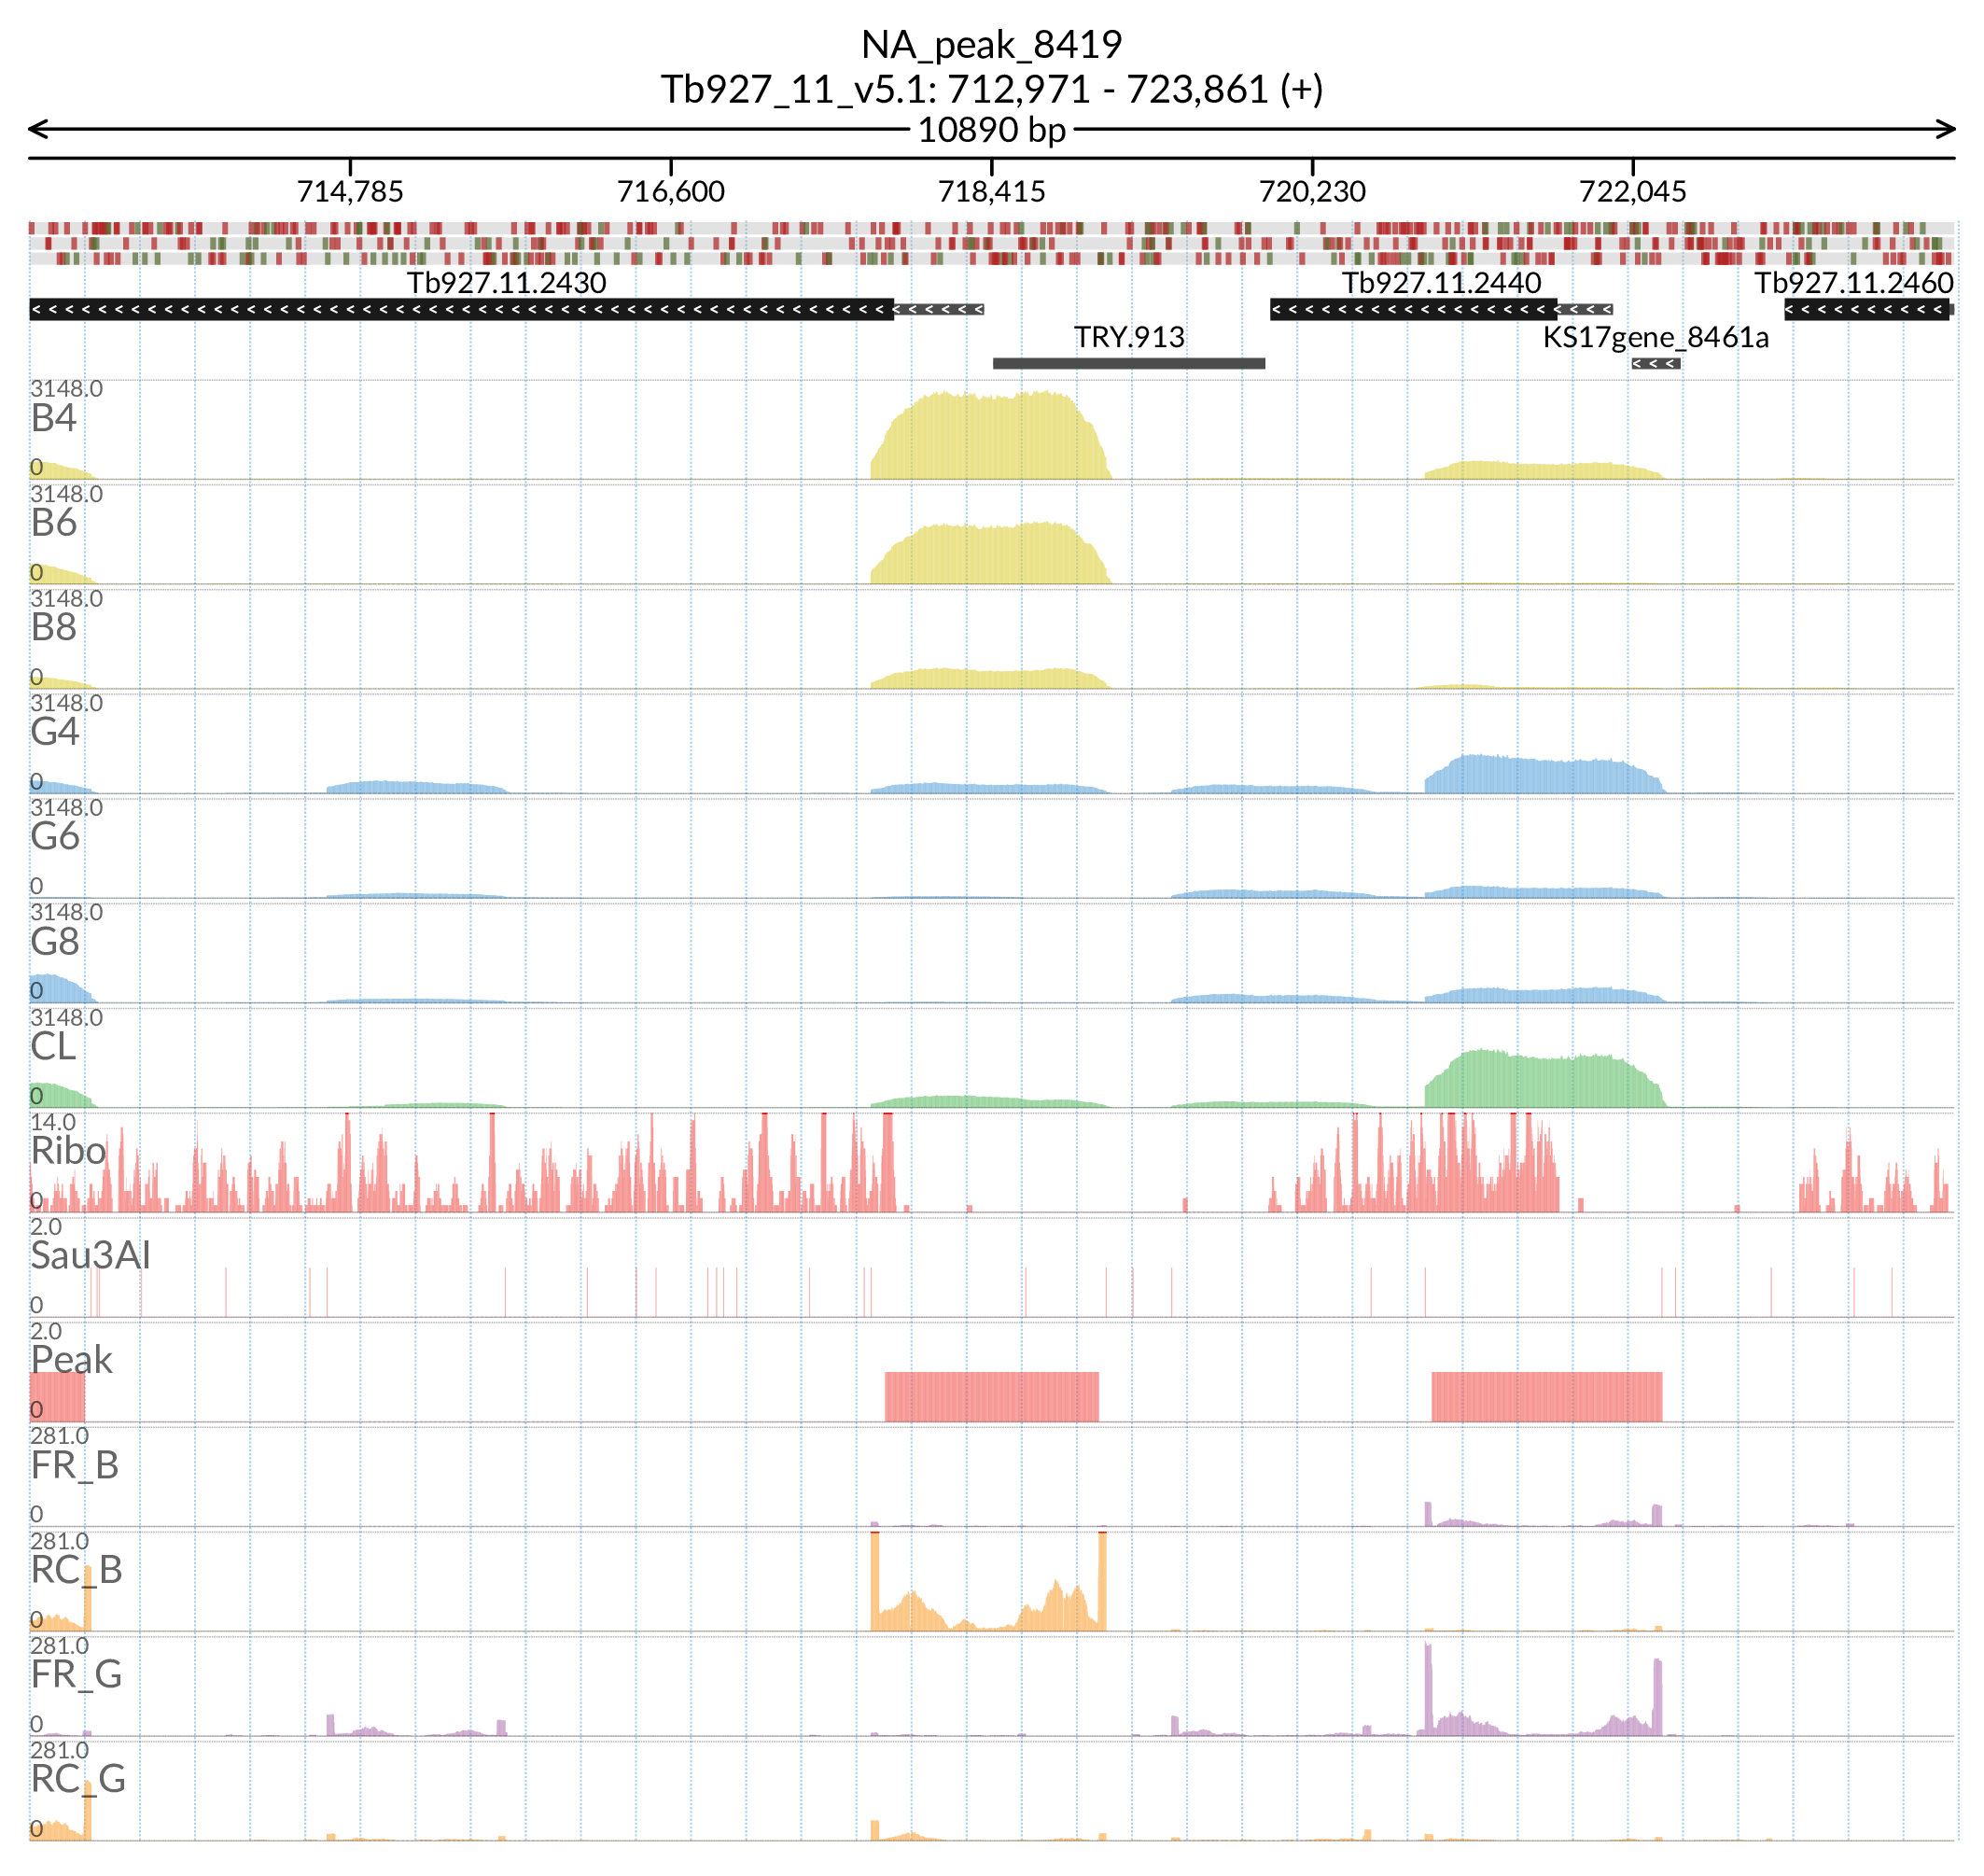 NA_peak_8419
Tb927_11_v5.1: 712,971 - 723,861 (+)
10890 bp
714,785 716,600 718,415 720,230 722,045
Tb927.11.2430 Tb927.11.2440 Tb927.11.2460
TRY.913 KS17gene_8461a
3148.0
B4
0
3148.0
B6
0
3148.0
B8
0
3148.0
G4
0
3148.0
G6
0
3148.0
G8
0
3148.0
CL
0
14.0
Ribo
0
2.0
Sau3AI
0
2.0
Peak
0
281.0
FR_B
0
281.0
RC_B
0
281.0
FR_G
0
281.0
RC_G
0